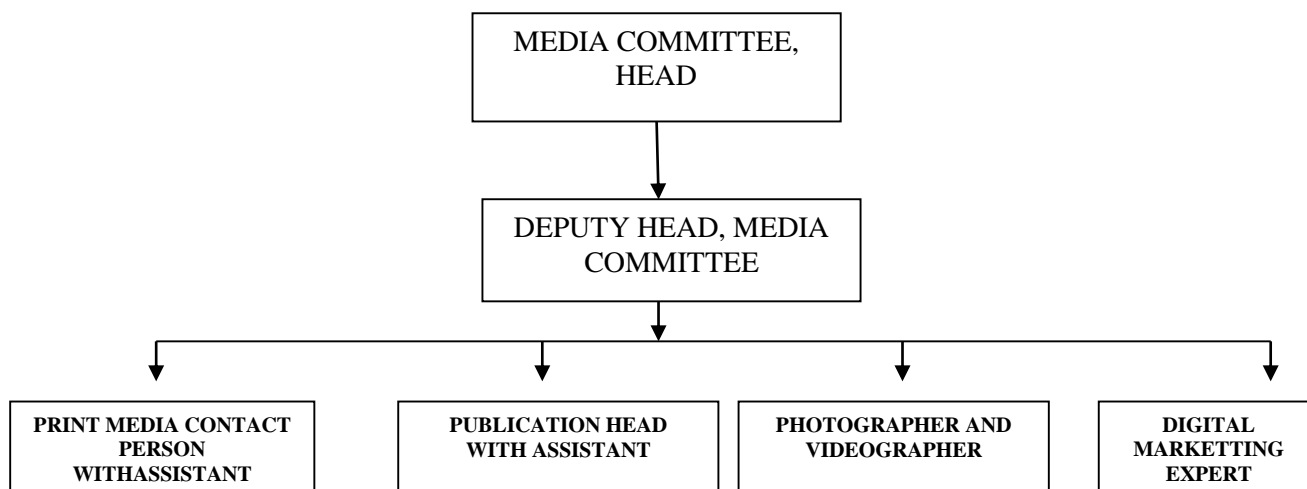 MEDIA COMMITTEE,
HEAD
DEPUTY HEAD, MEDIA
COMMITTEE
PRINT MEDIA CONTACT
PERSON
WITHASSISTANT
PUBLICATION HEAD
WITH ASSISTANT
PHOTOGRAPHER AND
VIDEOGRAPHER
DIGITAL
MARKETTING
EXPERT